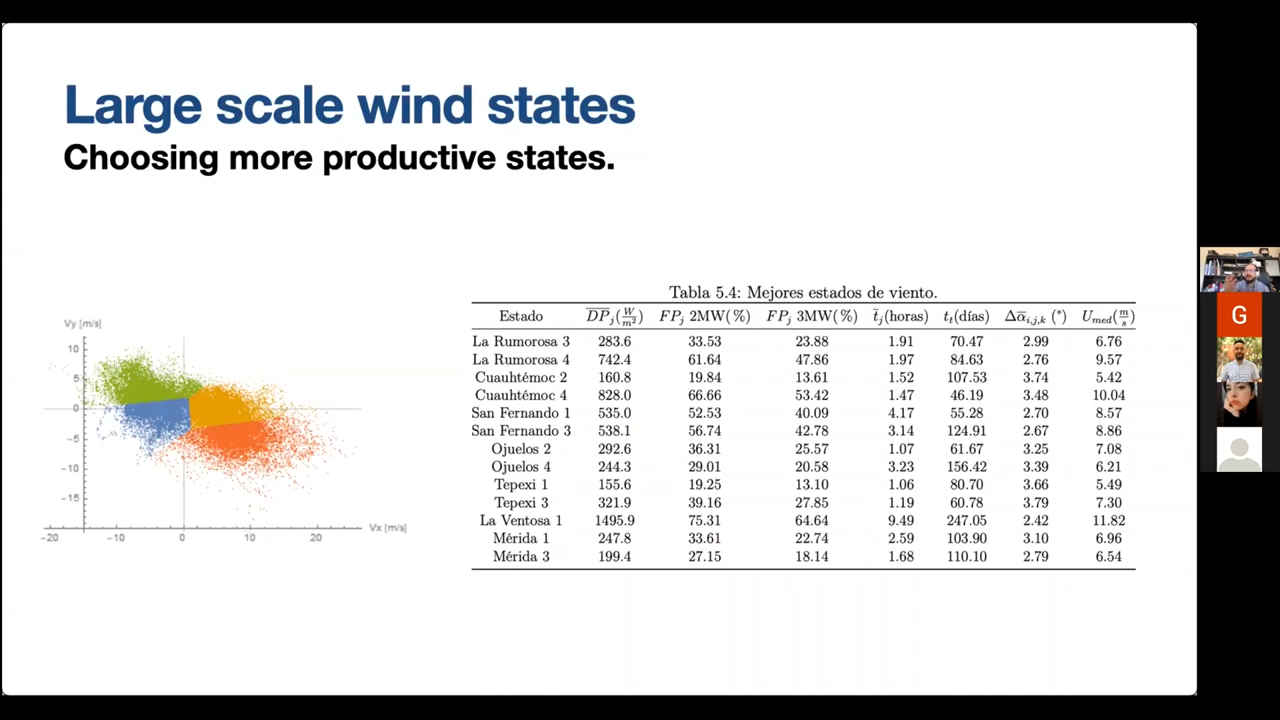 Large scale wind states
Choosing more productive states.
Vy [m/s]
10
5
0
-5
-10
-15
Vx [m/s]
-20 -10 0 10 20
Tabla 5.4: Mejores estados de viento.
Estado D̅P̅ⱼ(W/m²) FPⱼ 2MW(%) FPⱼ 3MW(%) t̅ⱼ(horas) tₜ(días) Δα̅ᵢ,ⱼ,ₖ (°) Uₘₑd(m/s)
La Rumorosa 3 283.6 33.53 23.88 1.91 70.47 2.99 6.76
La Rumorosa 4 742.4 61.64 47.86 1.97 84.63 2.76 9.57
Cuauhtémoc 2 160.8 19.84 13.61 1.52 107.53 3.74 5.42
Cuauhtémoc 4 828.0 66.66 53.42 1.47 46.19 3.48 10.04
San Fernando 1 535.0 52.53 40.09 4.17 55.28 2.70 8.57
San Fernando 3 538.1 56.74 42.78 3.14 124.91 2.67 8.86
Ojuelos 2 292.6 36.31 25.57 1.07 61.67 3.25 7.08
Ojuelos 4 244.3 29.01 20.58 3.23 156.42 3.39 6.21
Tepexi 1 155.6 19.25 13.10 1.06 80.70 3.66 5.49
Tepexi 3 321.9 39.16 27.85 1.19 60.78 3.79 7.30
La Ventosa 1 1495.9 75.31 64.64 9.49 247.05 2.42 11.82
Mérida 1 247.8 33.61 22.74 2.59 103.90 3.10 6.96
Mérida 3 199.4 27.15 18.14 1.68 110.10 2.79 6.54
G